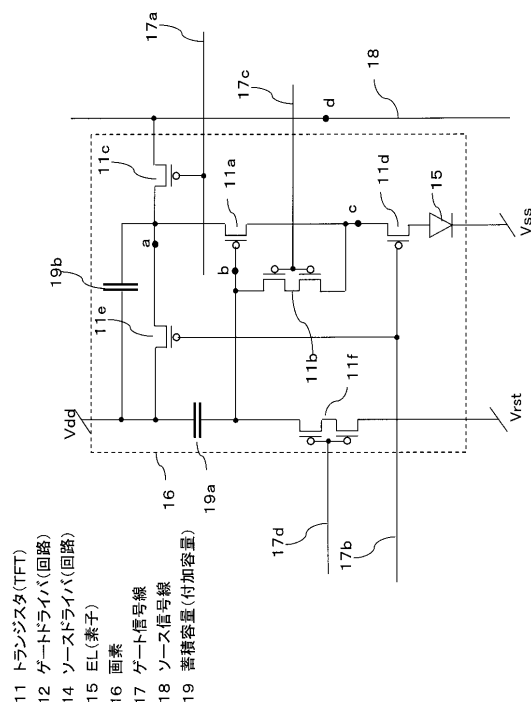 11 トランジスタ(TFT)
12 ゲートドライバ(回路)
14 ソースドライバ(回路)
15 EL(素子)
16 画素
17 ゲート信号線
18 ソース信号線
19 蓄積容量(付加容量)
Vdd
19b
11e
a
11c
17a
16
19a
b
11a
17c
d
18
11b
c
11f
11d
15
17d
17b
Vrst
Vss